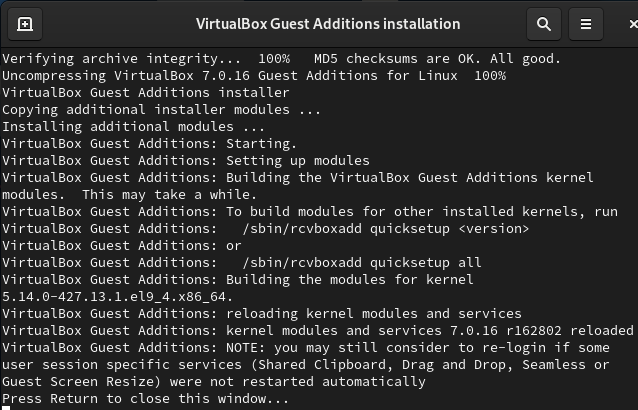 VirtualBox Guest Additions installation
Verifying archive integrity...  100%   MD5 checksums are OK. All good.
Uncompressing VirtualBox 7.0.16 Guest Additions for Linux  100%
VirtualBox Guest Additions installer
Copying additional installer modules ...
Installing additional modules ...
VirtualBox Guest Additions: Starting.
VirtualBox Guest Additions: Setting up modules
VirtualBox Guest Additions: Building the VirtualBox Guest Additions kernel
modules.  This may take a while.
VirtualBox Guest Additions: To build modules for other installed kernels, run
VirtualBox Guest Additions:   /sbin/rcvboxadd quicksetup <version>
VirtualBox Guest Additions: or
VirtualBox Guest Additions:   /sbin/rcvboxadd quicksetup all
VirtualBox Guest Additions: Building the modules for kernel
5.14.0-427.13.1.el9_4.x86_64.
VirtualBox Guest Additions: reloading kernel modules and services
VirtualBox Guest Additions: kernel modules and services 7.0.16 r162802 reloaded
VirtualBox Guest Additions: NOTE: you may still consider to re-login if some
user session specific services (Shared Clipboard, Drag and Drop, Seamless or
Guest Screen Resize) were not restarted automatically
Press Return to close this window...